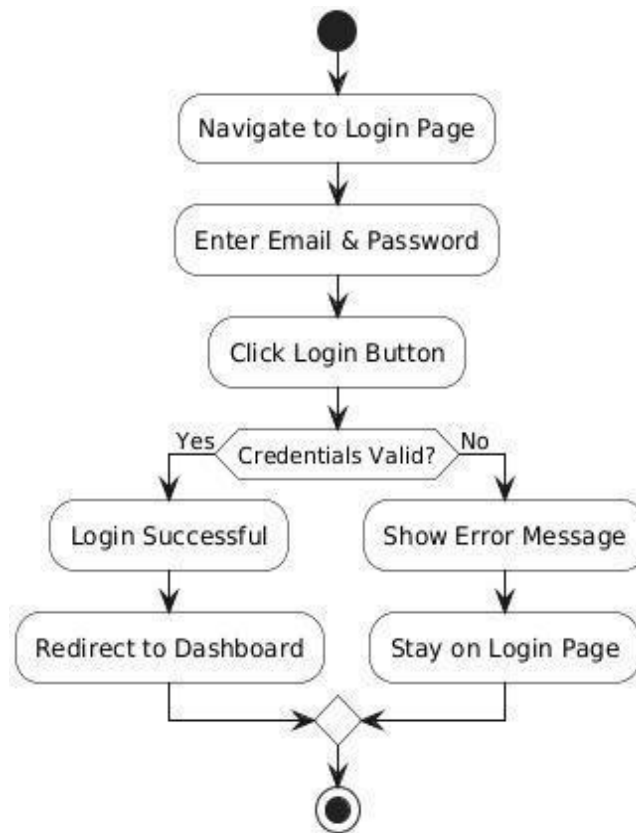 Navigate to Login Page
Enter Email & Password
Click Login Button
Yes
Credentials Valid?
No
Login Successful
Show Error Message
Redirect to Dashboard
Stay on Login Page